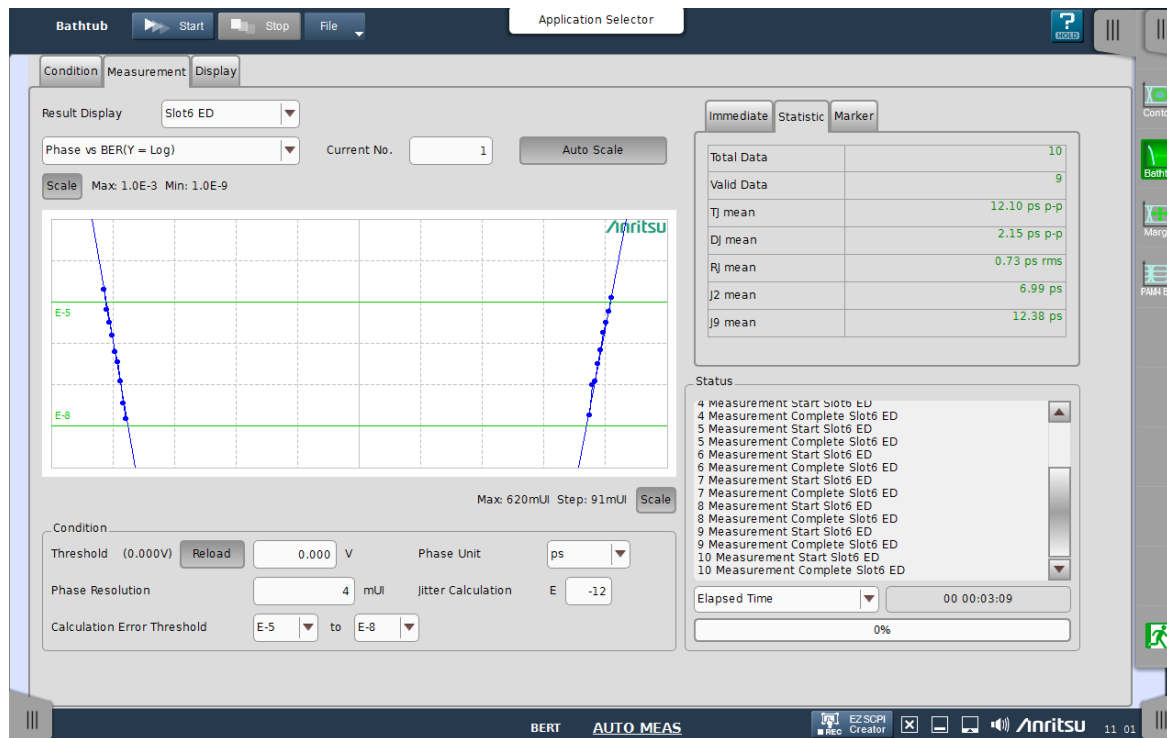 Bathtub Start Stop File Application Selector ? HOLD
Condition Measurement Display
Result Display Slot6 ED
Phase vs BER(Y = Log) Current No. 1 Auto Scale
Scale Max: 1.0E-3 Min: 1.0E-9
Anritsu
E-5
E-8
Max: 620mUI Step: 91mUI Scale
Condition
Threshold (0.000V) Reload 0.000 V Phase Unit ps
Phase Resolution 4 mUI Jitter Calculation E -12
Calculation Error Threshold E-5 to E-8
Immediate Statistic Marker
Total Data 10
Valid Data 9
TJ mean 12.10 ps p-p
DJ mean 2.15 ps p-p
RJ mean 0.73 ps rms
J2 mean 6.99 ps
J9 mean 12.38 ps
Status
4 Measurement Start Slot6 ED
4 Measurement Complete Slot6 ED
5 Measurement Start Slot6 ED
5 Measurement Complete Slot6 ED
6 Measurement Start Slot6 ED
6 Measurement Complete Slot6 ED
7 Measurement Start Slot6 ED
7 Measurement Complete Slot6 ED
8 Measurement Start Slot6 ED
8 Measurement Complete Slot6 ED
9 Measurement Start Slot6 ED
9 Measurement Complete Slot6 ED
10 Measurement Start Slot6 ED
10 Measurement Complete Slot6 ED
Elapsed Time 00 00:03:09
0%
Conto
Batht
Marg
PAM4 B
BERT AUTO MEAS REC EZSCPI Creator Anritsu 11 01